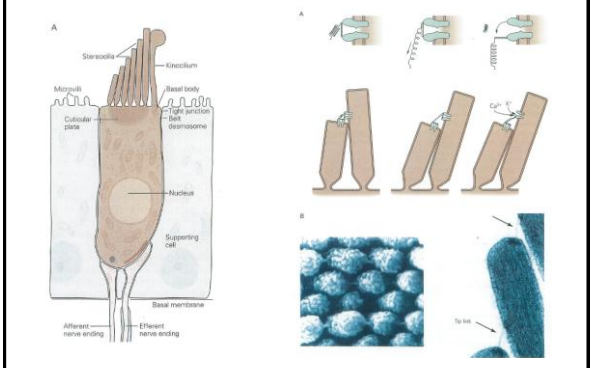 A
Stereocilia
Kinocilium
Microvilli
Basal body
Tight junction
Cuticular
plate
Belt
desmosome
Nucleus
Supporting
cell
Basal membrane
Afferent
nerve ending
Efferent
nerve ending
A
Ca2+
K+
B
Tip link